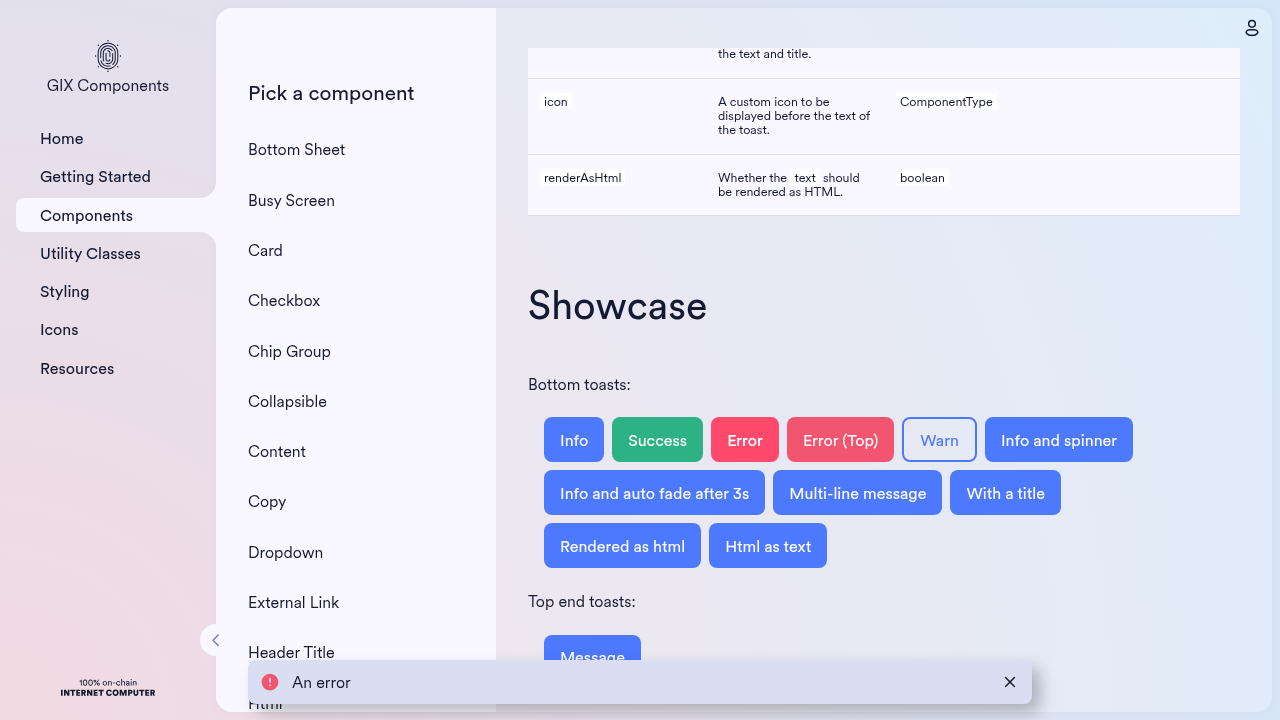 GIX Components
Home
Getting Started
Components
Utility Classes
Styling
Icons
Resources
100% on-chain
INTERNET COMPUTER
Pick a component
Bottom Sheet
Busy Screen
Card
Checkbox
Chip Group
Collapsible
Content
Copy
Dropdown
External Link
Header Title
Html
the text and title.
icon
A custom icon to be
displayed before the text of
the toast.
ComponentType
renderAsHtml
Whether the text should
be rendered as HTML.
boolean
Showcase
Bottom toasts:
Info
Success
Error
Error (Top)
Warn
Info and spinner
Info and auto fade after 3s
Multi-line message
With a title
Rendered as html
Html as text
Top end toasts:
Message
An error